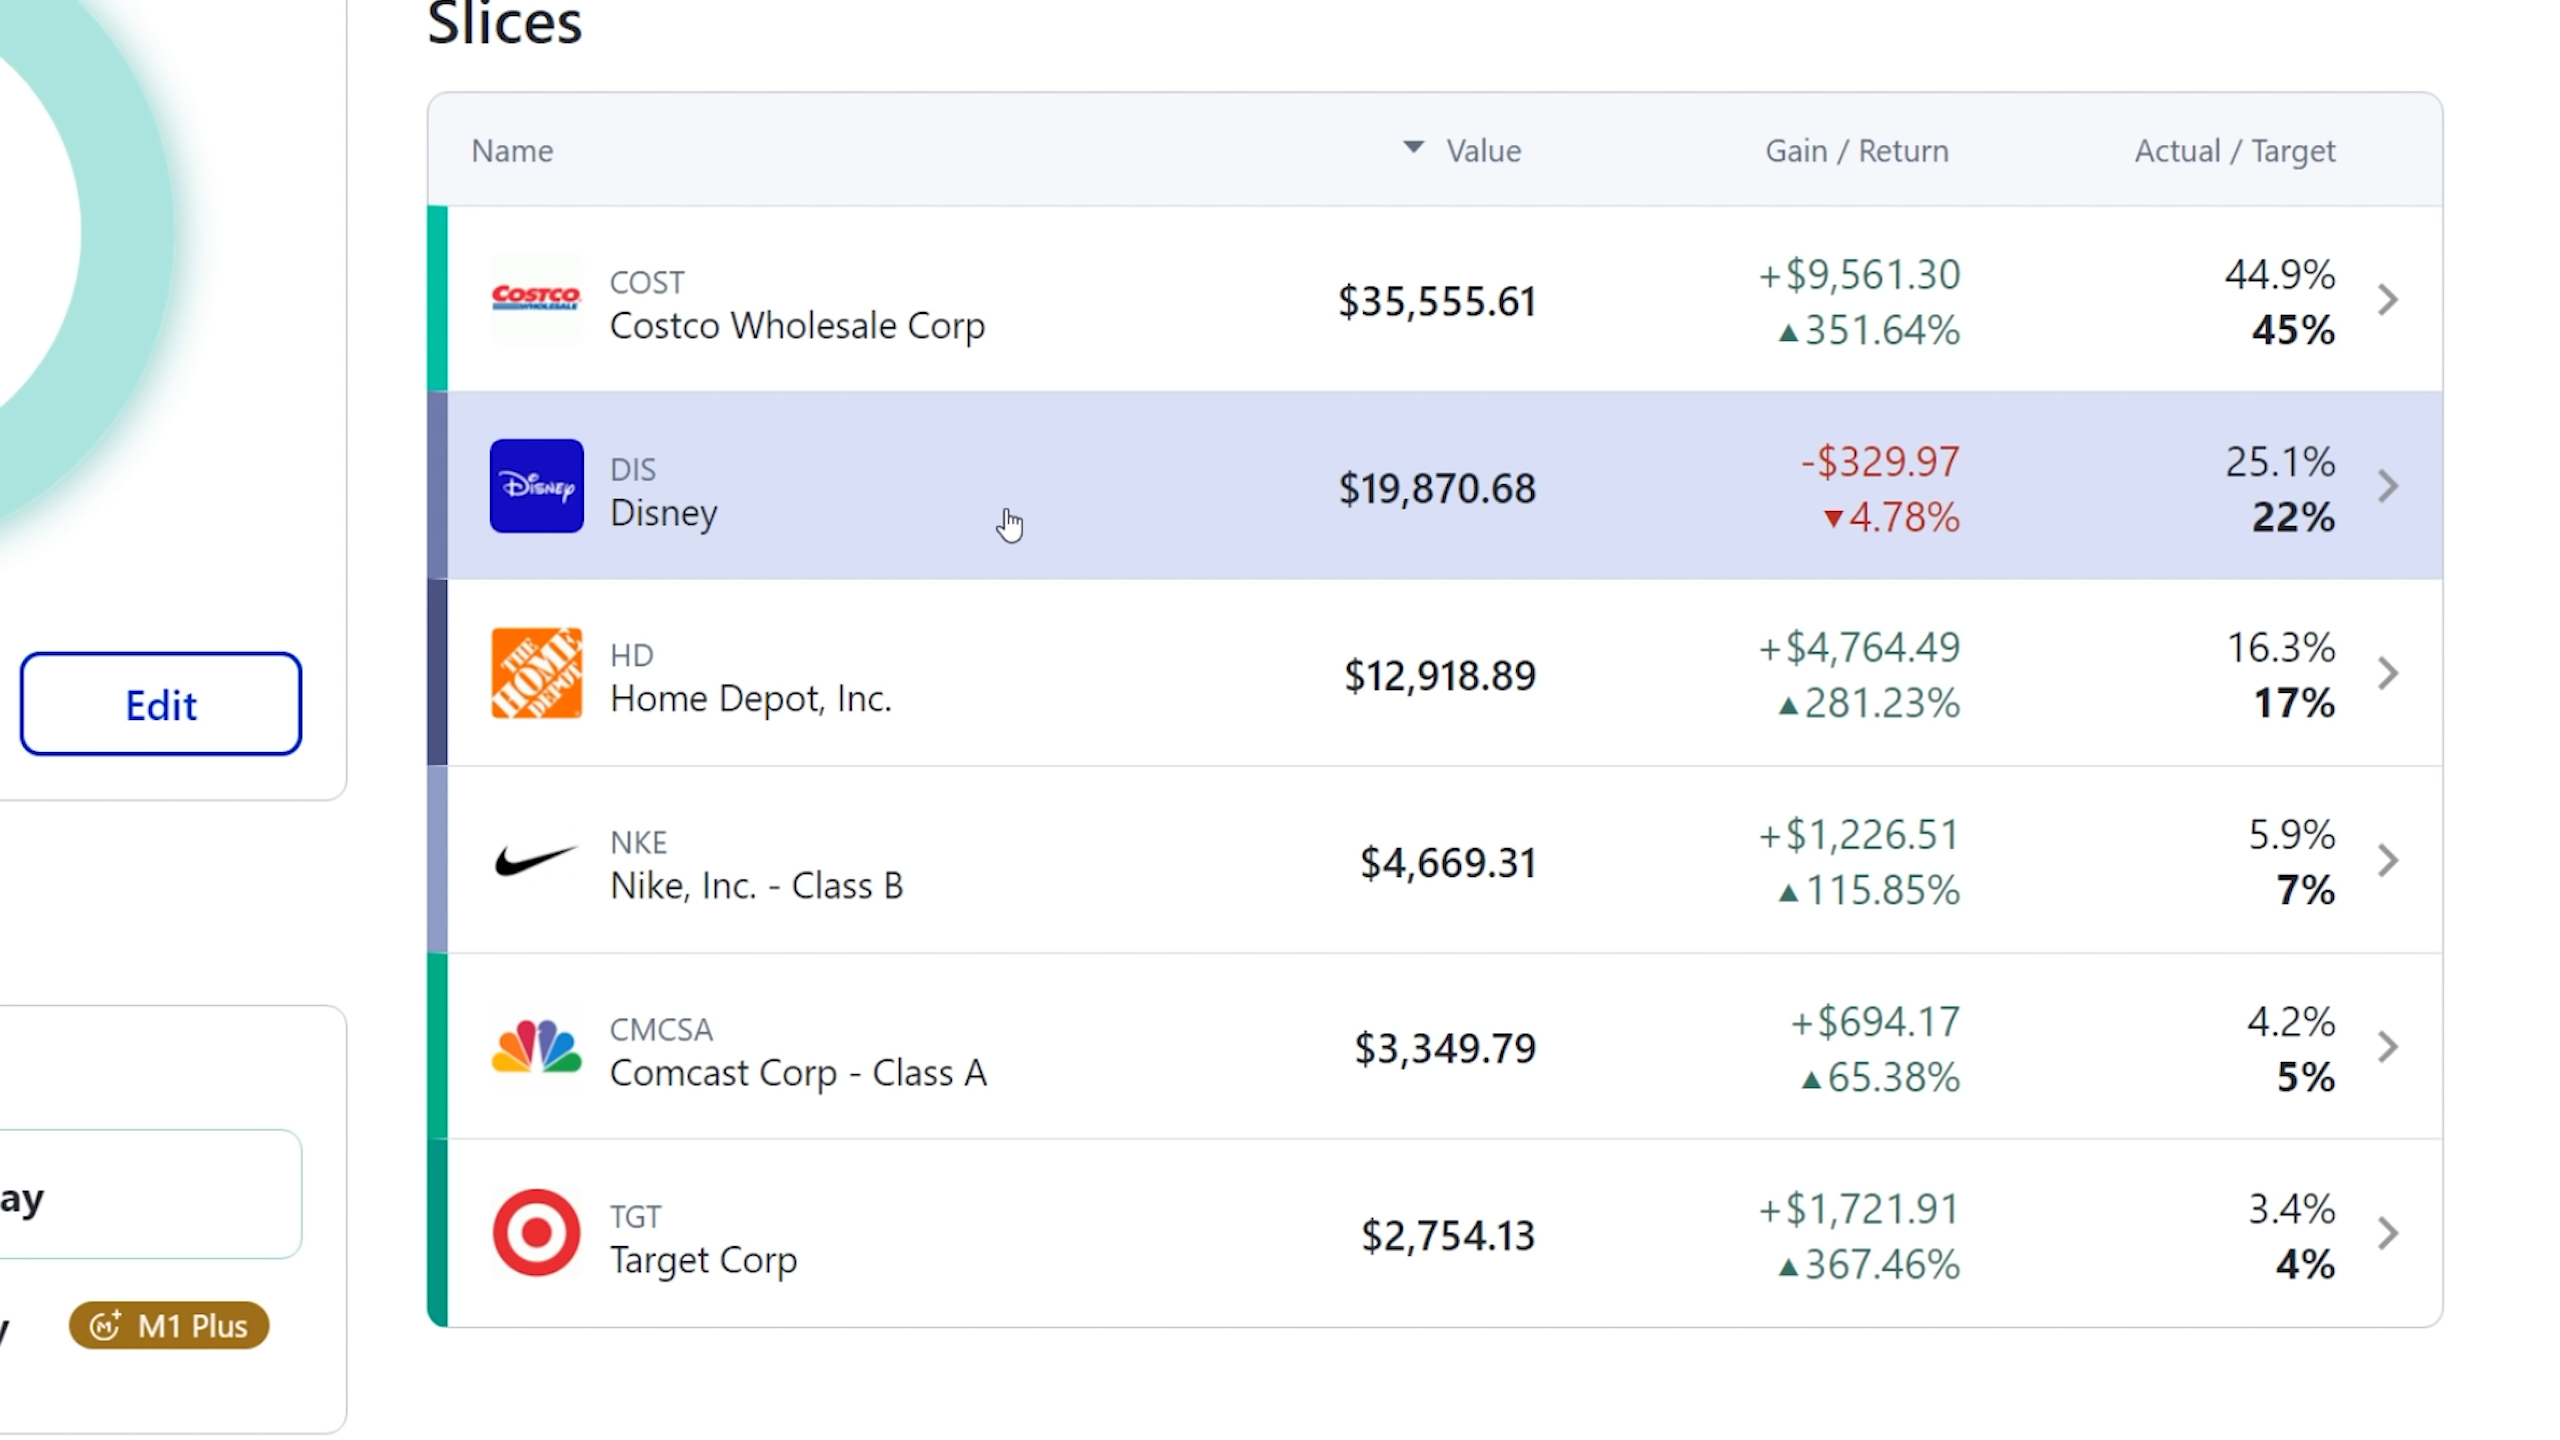 Slices
Name
Value
Gain / Return
Actual / Target
COSTCO
WHOLESALE
COST
Costco Wholesale Corp
$35,555.61
+$9,561.30
▲351.64%
44.9%
45%
Disney
DIS
Disney
$19,870.68
-$329.97
▼4.78%
25.1%
22%
THE
HOME
DEPOT
HD
Home Depot, Inc.
$12,918.89
+$4,764.49
▲281.23%
16.3%
17%
NKE
Nike, Inc. - Class B
$4,669.31
+$1,226.51
▲115.85%
5.9%
7%
CMCSA
Comcast Corp - Class A
$3,349.79
+$694.17
▲65.38%
4.2%
5%
TGT
Target Corp
$2,754.13
+$1,721.91
▲367.46%
3.4%
4%
Edit
ay
M1 Plus